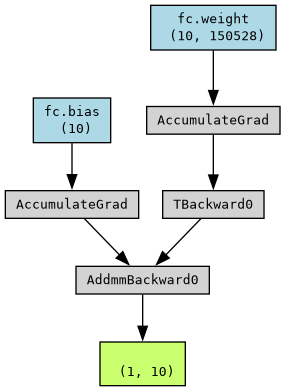 fc.weight
(10, 150528)
fc.bias
(10)
AccumulateGrad
AccumulateGrad
TBackward0
AddmmBackward0
(1, 10)